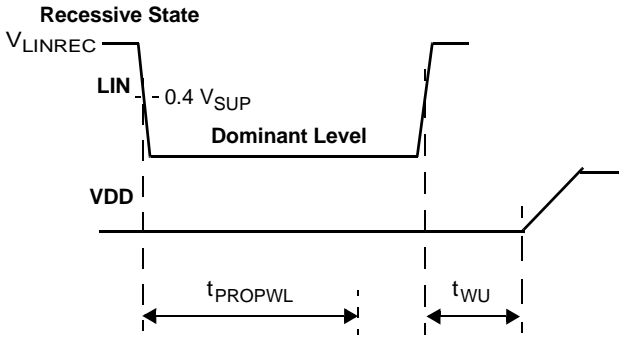 Recessive State
VLINREC
LIN
0.4 VSUP
Dominant Level
VDD
tPROPWL
tWU